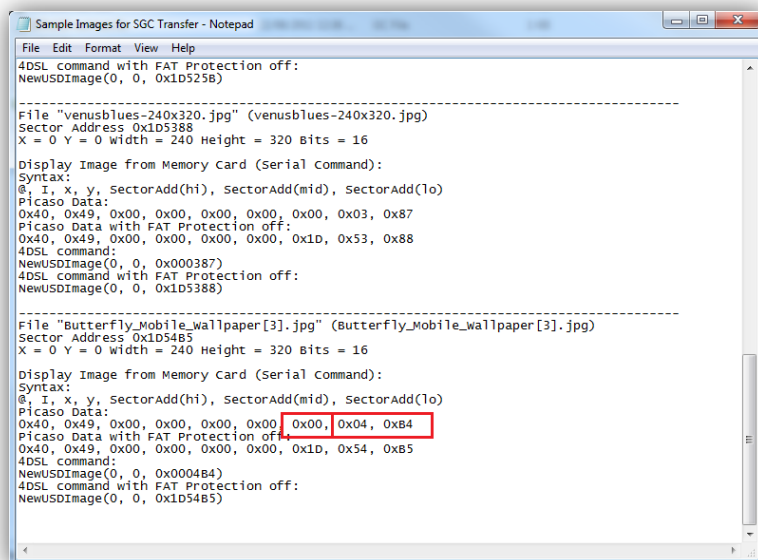 Sample Images for SGC Transfer - Notepad
File Edit Format View Help
4DSL command with FAT Protection off:
NewUSDImage(0, 0, 0x1D525B)
--------------------------------------------------------------------------------
File "venusblues-240x320.jpg" (venusblues-240x320.jpg)
Sector Address 0x1D5388
X = 0 Y = 0 Width = 240 Height = 320 Bits = 16
Display Image from Memory Card (Serial Command):
Syntax:
@, I, x, y, SectorAdd(hi), SectorAdd(mid), SectorAdd(lo)
Picaso Data:
0x40, 0x49, 0x00, 0x00, 0x00, 0x00, 0x00, 0x03, 0x87
Picaso Data with FAT Protection off:
0x40, 0x49, 0x00, 0x00, 0x00, 0x00, 0x1D, 0x53, 0x88
4DSL command:
NewUSDImage(0, 0, 0x000387)
4DSL command with FAT Protection off:
NewUSDImage(0, 0, 0x1D5388)
--------------------------------------------------------------------------------
File "Butterfly_Mobile_Wallpaper[3].jpg" (Butterfly_Mobile_Wallpaper[3].jpg)
Sector Address 0x1D54B5
X = 0 Y = 0 Width = 240 Height = 320 Bits = 16
Display Image from Memory Card (Serial Command):
Syntax:
@, I, x, y, SectorAdd(hi), SectorAdd(mid), SectorAdd(lo)
Picaso Data:
0x40, 0x49, 0x00, 0x00, 0x00, 0x00, 0x00, 0x04, 0xB4
Picaso Data with FAT Protection off:
0x40, 0x49, 0x00, 0x00, 0x00, 0x00, 0x1D, 0x54, 0xB5
4DSL command:
NewUSDImage(0, 0, 0x0004B4)
4DSL command with FAT Protection off:
NewUSDImage(0, 0, 0x1D54B5)